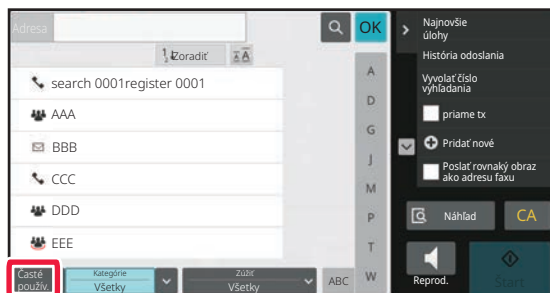 Adresa
OK
Zoradiť
search 0001register 0001
AAA
BBB
CCC
DDD
EEE
Časté
použív.
Kategórie
Všetky
Zúžiť
Všetky
ABC
A
D
G
J
M
P
T
W
Najnovšie
úlohy
História odoslania
Vyvolať číslo
vyhľadania
priame tx
Pridať nové
Poslať rovnaký obraz
ako adresu faxu
Náhľad
CA
Reprod.
Štart